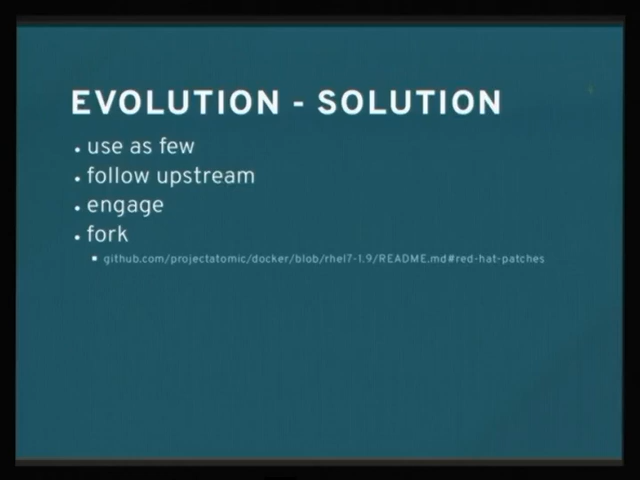 EVOLUTION - SOLUTION
• use as few
• follow upstream
• engage
• fork
▪ github.com/projectatomic/docker/blob/rhel7-1.9/README.md#red-hat-patches